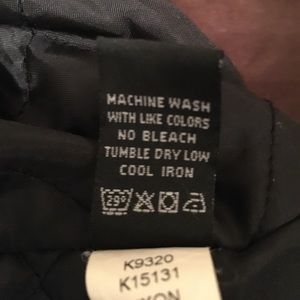 MACHINE WASH
WITH LIKE COLORS
NO BLEACH
TUMBLE DRY LOW
COOL IRON
29°
K9320
K15131